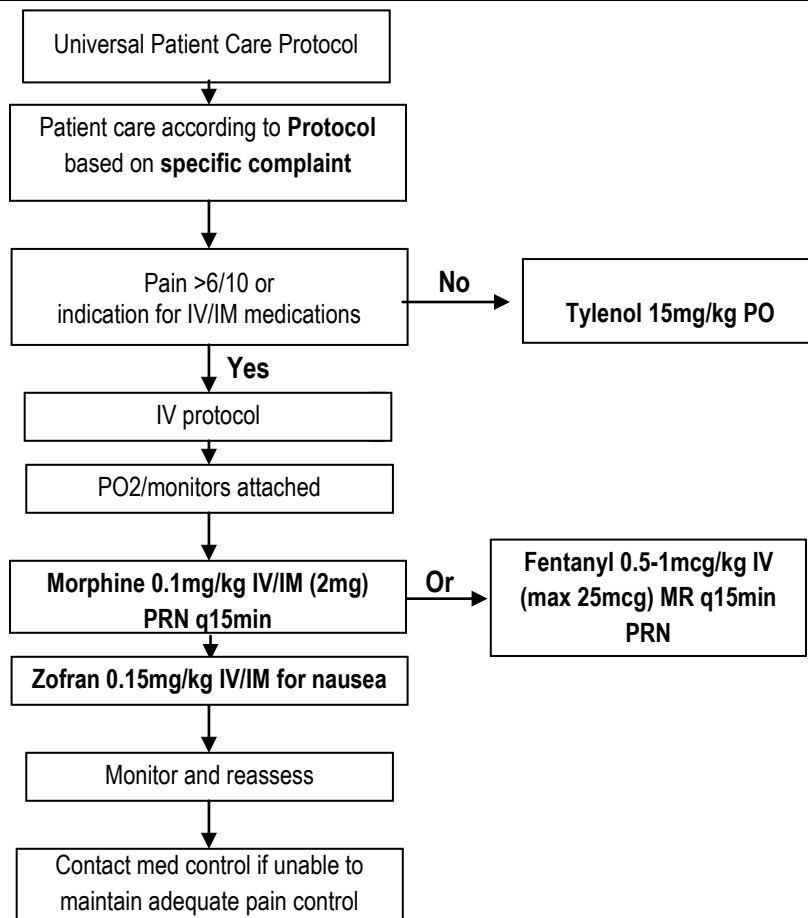 Universal Patient Care Protocol
Patient care according to Protocol
based on specific complaint
Pain >6/10 or
indication for IV/IM medications
No
Tylenol 15mg/kg PO
Yes
IV protocol
PO2/monitors attached
Morphine 0.1mg/kg IV/IM (2mg)
PRN q15min
Or
Fentanyl 0.5-1mcg/kg IV
(max 25mcg) MR q15min
PRN
Zofran 0.15mg/kg IV/IM for nausea
Monitor and reassess
Contact med control if unable to
maintain adequate pain control